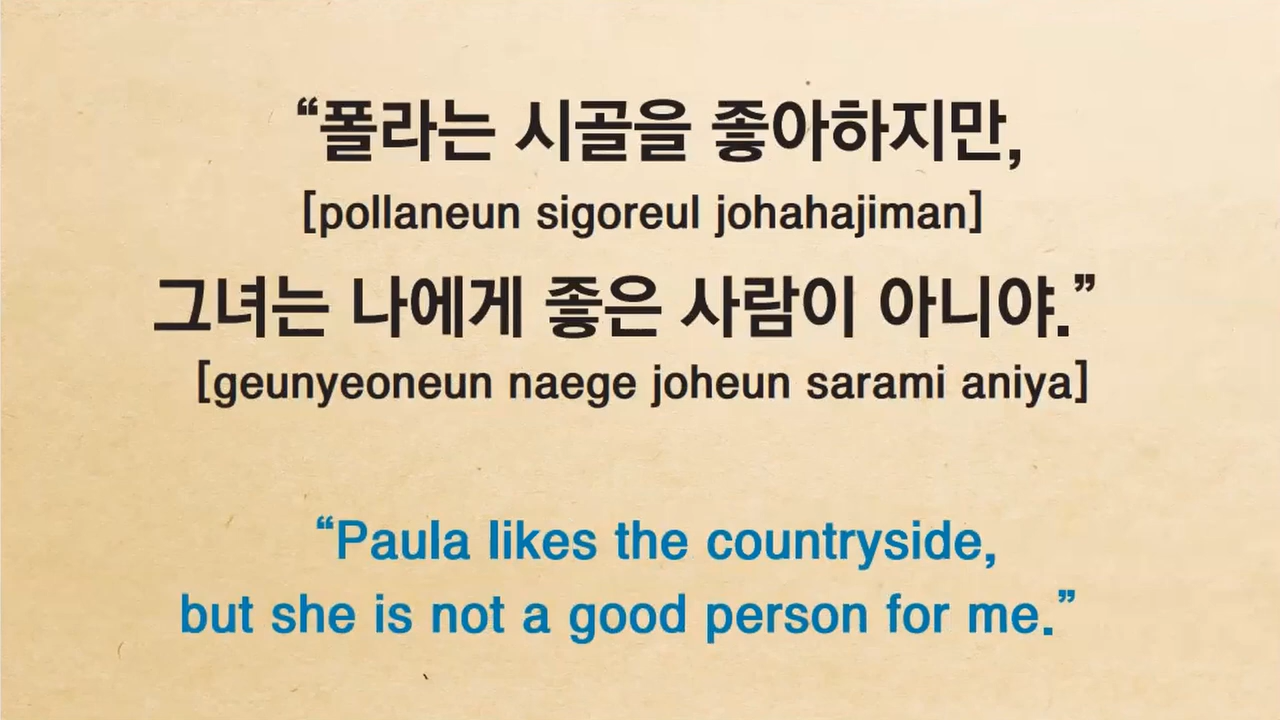 “폴라는 시골을 좋아하지만,
[pollaneun sigoreul johahajiman]
그녀는 나에게 좋은 사람이 아니야.”
[geunyeoneun naege joheun sarami aniya]
“Paula likes the countryside,
but she is not a good person for me.”